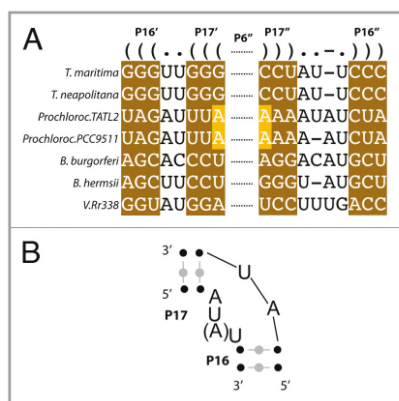 A
P16′ P17′ P6″ P17″ P16″
(((..((( ........ )))..-.)))
T. maritima GGGUUGGG ........ CCUAU-UCCC
T. neapolitana GGGUUGGG ........ CCUAU-UCCC
Prochloroc.TATL2 UAGAUUUA ........ AAAAUAUCUA
Prochloroc.PCC9511 UAGAUUUA ........ AAAA-AUCUA
B. burgorferi AGCACCCU ........ AGGACAUGCU
B. hermsii AGCUUCCU ........ GGGU-AUGCU
V.Rr338 GGUAUGGA ........ UCCUUUGACC
B
3′
U
5′
A
P17
U
A
(A)
U
P16
3′ 5′